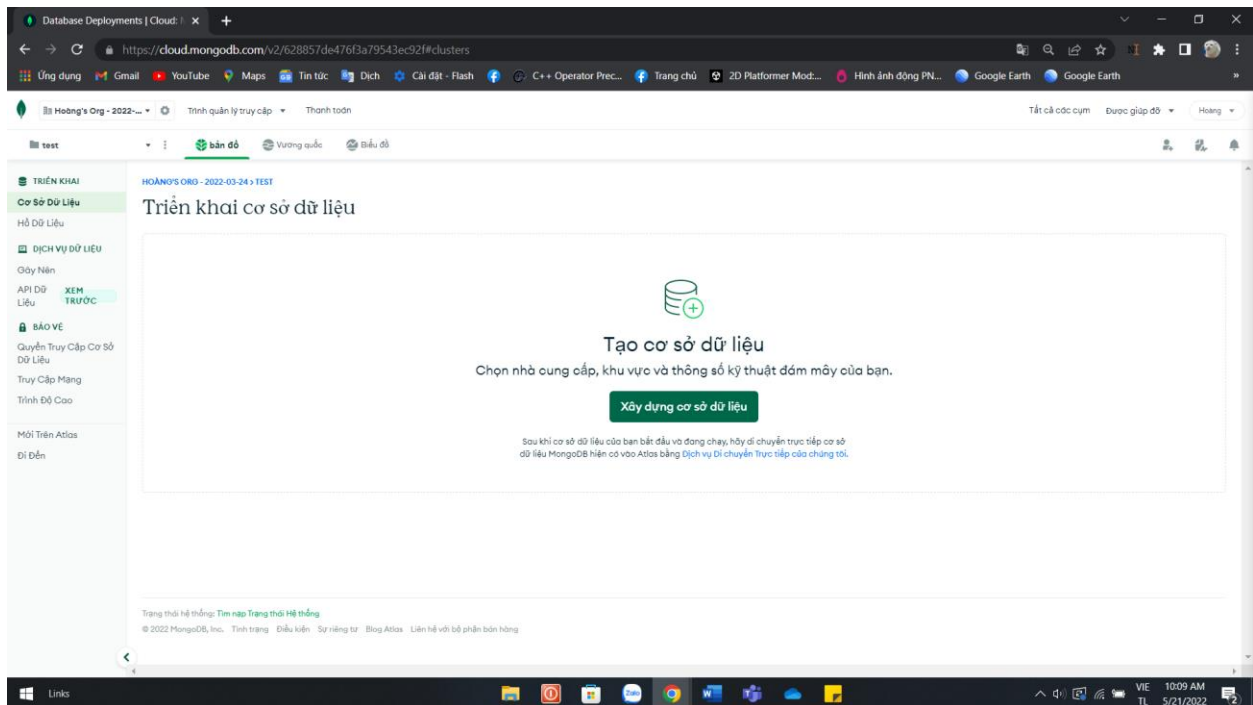 Database Deployments | Cloud: M
https://cloud.mongodb.com/v2/628857de476f3a79543ec92f#clusters
Ứng dụng Gmail YouTube Maps Tin tức Dịch Cài đặt - Flash C++ Operator Prec... Trang chủ 2D Platformer Mod:... Hình ảnh động PN... Google Earth Google Earth »
Hoàng's Org - 2022-... Trình quản lý truy cập Thanh toán Tất cả các cụm Được giúp đỡ Hoàng
test bản đồ Vương quốc Biểu đồ
TRIỂN KHAI
Cơ Sở Dữ Liệu
Hồ Dữ Liệu
DỊCH VỤ DỮ LIỆU
Gây Nên
API Dữ Liệu XEM TRƯỚC
BẢO VỆ
Quyền Truy Cập Cơ Sở
Dữ Liệu
Truy Cập Mạng
Trình Độ Cao
Mới Trên Atlas
Đi Đến
HOÀNG'S ORG - 2022-03-24 > TEST
Triển khai cơ sở dữ liệu
Tạo cơ sở dữ liệu
Chọn nhà cung cấp, khu vực và thông số kỹ thuật đám mây của bạn.
Xây dựng cơ sở dữ liệu
Sau khi cơ sở dữ liệu của bạn bắt đầu và đang chạy, hãy di chuyển trực tiếp cơ sở
dữ liệu MongoDB hiện có vào Atlas bằng Dịch vụ Di chuyển Trực tiếp của chúng tôi.
Trạng thái hệ thống: Tìm nạp Trạng thái Hệ thống
© 2022 MongoDB, Inc. Tình trạng Điều kiện Sự riêng tư Blog Atlas Liên hệ với bộ phận bán hàng
Links Zalo VIE 10:09 AM
TL 5/21/2022 2